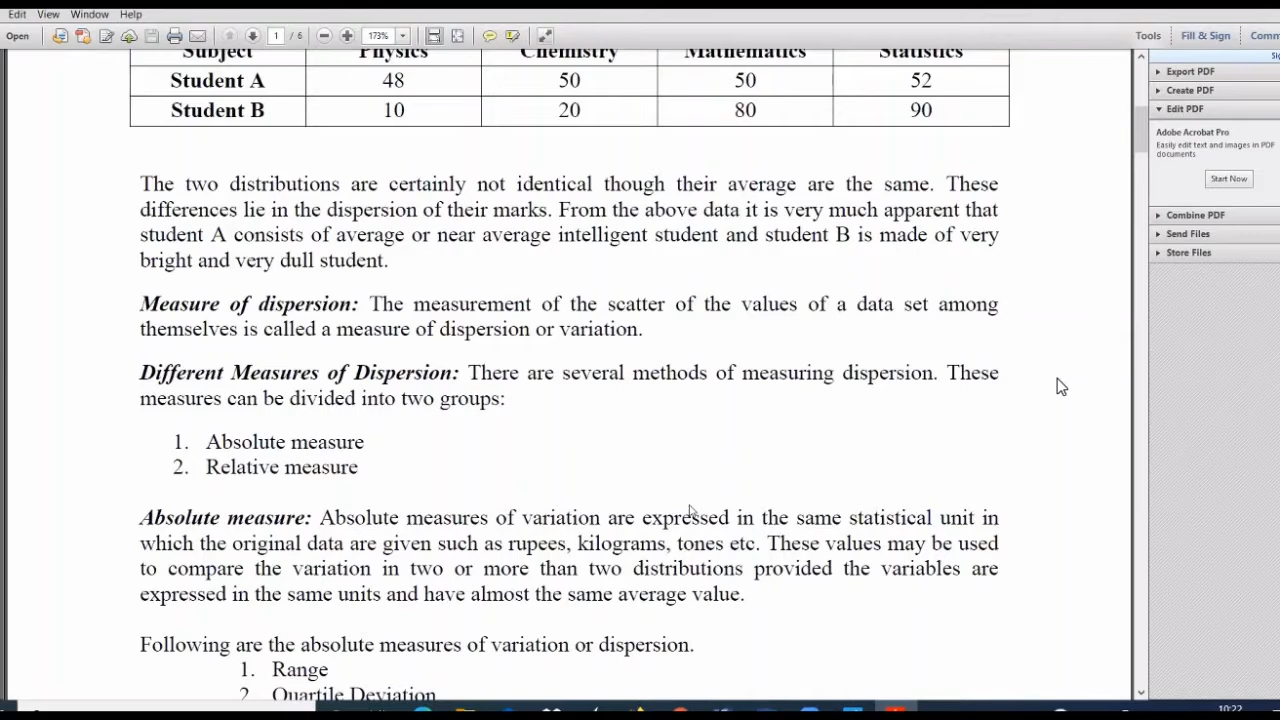 Edit View Window Help
Open 1 / 6 173% Tools Fill & Sign Comm
Subject Physics Chemistry Mathematics Statistics
Student A 48 50 50 52
Student B 10 20 80 90
The two distributions are certainly not identical though their average are the same. These
differences lie in the dispersion of their marks. From the above data it is very much apparent that
student A consists of average or near average intelligent student and student B is made of very
bright and very dull student.
Measure of dispersion: The measurement of the scatter of the values of a data set among
themselves is called a measure of dispersion or variation.
Different Measures of Dispersion: There are several methods of measuring dispersion. These
measures can be divided into two groups:
1. Absolute measure
2. Relative measure
Absolute measure: Absolute measures of variation are expressed in the same statistical unit in
which the original data are given such as rupees, kilograms, tones etc. These values may be used
to compare the variation in two or more than two distributions provided the variables are
expressed in the same units and have almost the same average value.
Following are the absolute measures of variation or dispersion.
1. Range
2. Quartile Deviation
Export PDF
Create PDF
Edit PDF
Adobe Acrobat Pro
Easily edit text and images in PDF
documents
Start Now
Combine PDF
Send Files
Store Files
10:22